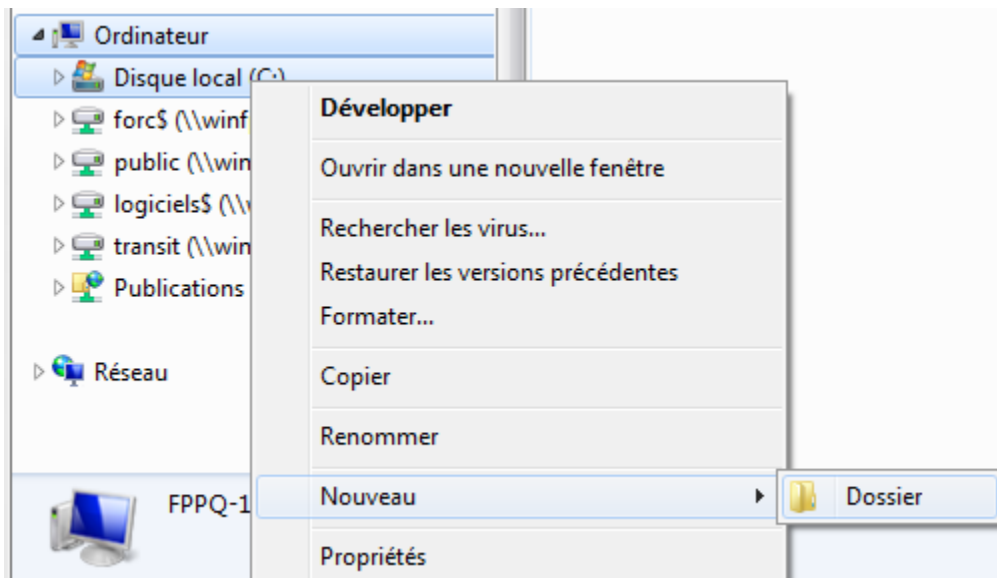 Ordinateur
Disque local (C:)
forc$ (\\winf
public (\\win
logiciels$ (\\
transit (\\win
Publications
Réseau
FPPQ-1
Développer
Ouvrir dans une nouvelle fenêtre
Rechercher les virus...
Restaurer les versions précédentes
Formater...
Copier
Renommer
Nouveau
Dossier
Propriétés